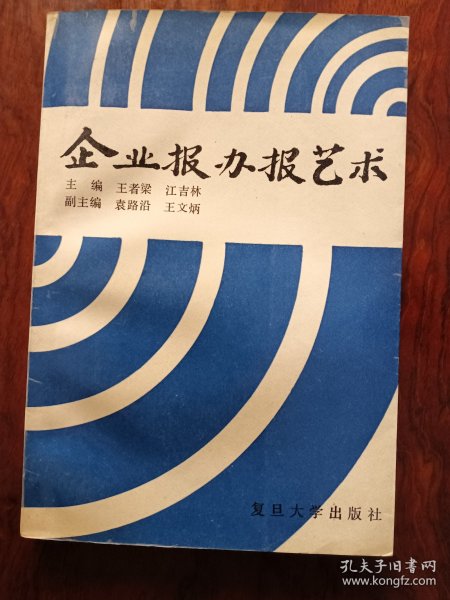 企业报办报艺术
主 编 王者梁 江吉林
副主编 袁路沿 王文炳
复旦大学出版社
孔夫子旧书网
www.kongfz.com